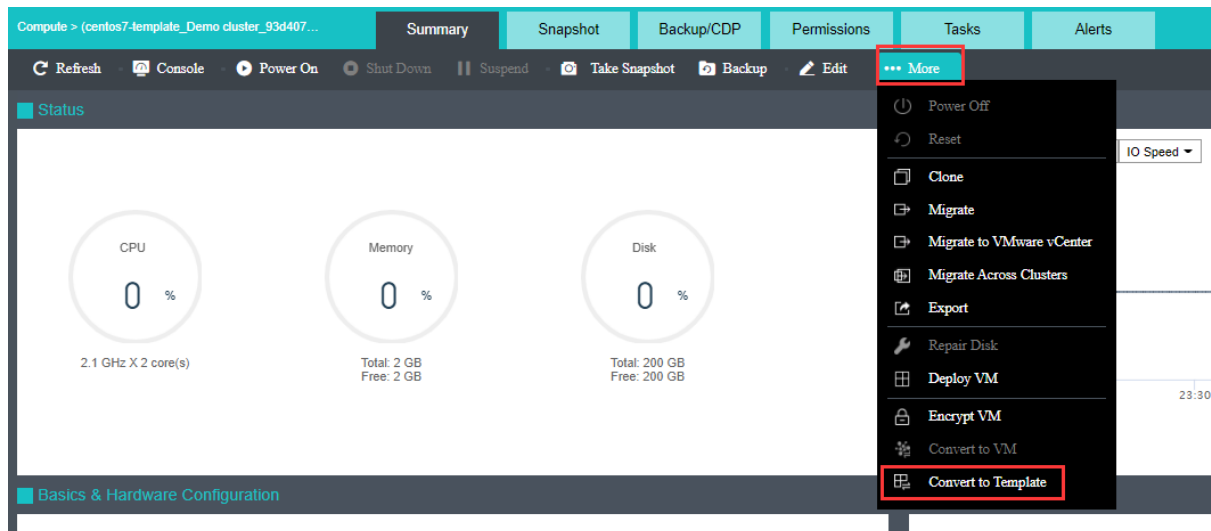 Compute > (centos7-template_Demo cluster_93d407... Summary Snapshot Backup/CDP Permissions Tasks Alerts
Refresh Console Power On Shut Down Suspend Take Snapshot Backup Edit ••• More
Status
Power Off
Reset
IO Speed
Clone
Migrate
Migrate to VMware vCenter
Migrate Across Clusters
Export
Repair Disk
Deploy VM
Encrypt VM
Convert to VM
Convert to Template
CPU
0 %
2.1 GHz X 2 core(s)
Memory
0 %
Total: 2 GB
Free: 2 GB
Disk
0 %
Total: 200 GB
Free: 200 GB
23:30
Basics & Hardware Configuration